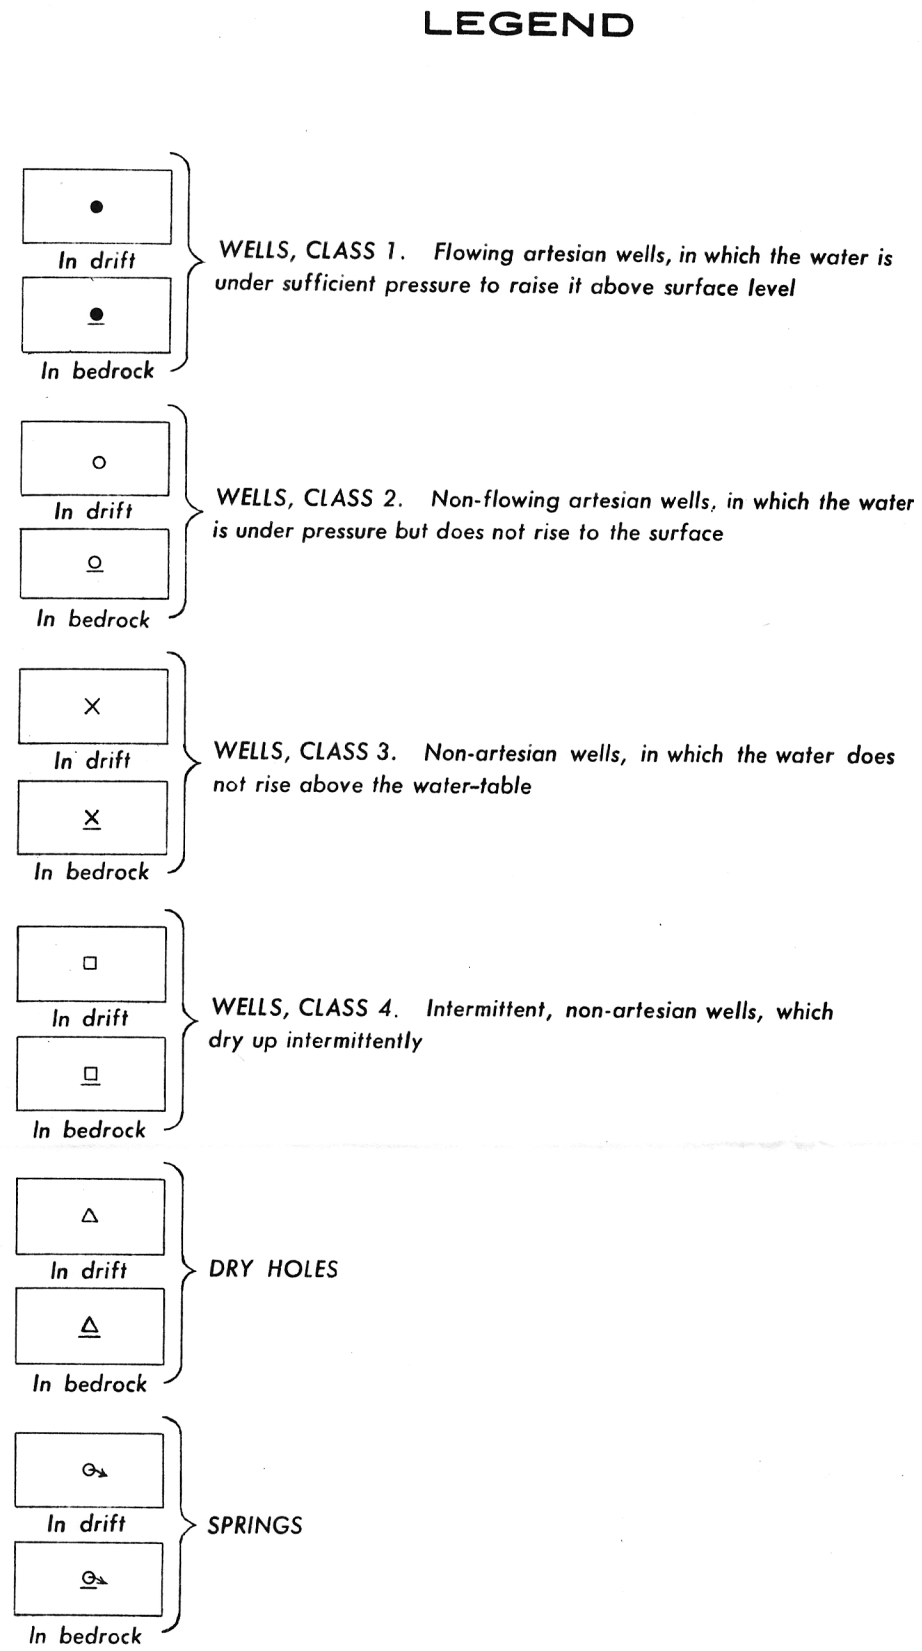 LEGEND
In drift
WELLS, CLASS 1. Flowing artesian wells, in which the water is
under sufficient pressure to raise it above surface level
In bedrock
In drift
WELLS, CLASS 2. Non-flowing artesian wells, in which the water
is under pressure but does not rise to the surface
In bedrock
In drift
WELLS, CLASS 3. Non-artesian wells, in which the water does
not rise above the water-table
In bedrock
In drift
WELLS, CLASS 4. Intermittent, non-artesian wells, which
dry up intermittently
In bedrock
In drift
DRY HOLES
In bedrock
In drift
SPRINGS
In bedrock